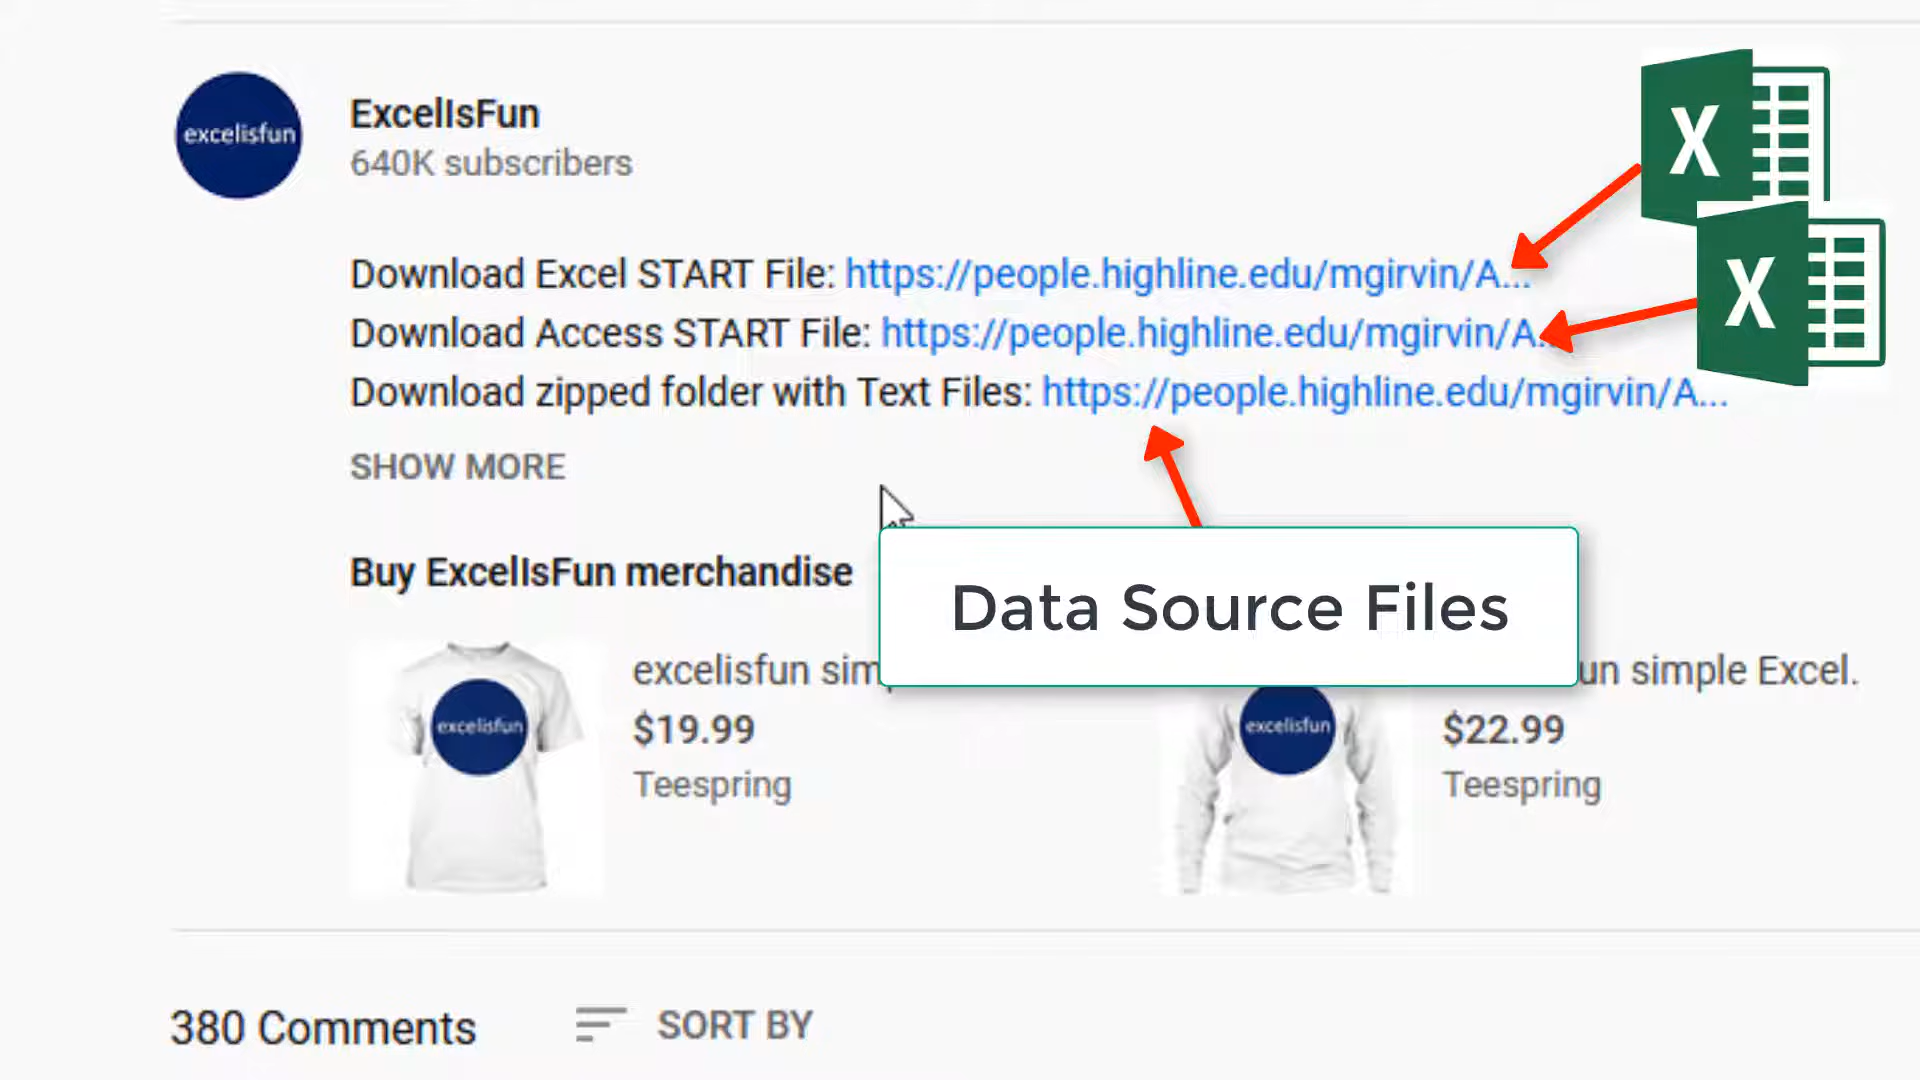 excelisfun
ExcelIsFun
640K subscribers
X
X
Download Excel START File: https://people.highline.edu/mgirvin/A...
Download Access START File: https://people.highline.edu/mgirvin/A...
Download zipped folder with Text Files: https://people.highline.edu/mgirvin/A...
SHOW MORE
Buy ExcelIsFun merchandise
Data Source Files
excelisfun
excelisfun
$19.99
Teespring
excelisfun
simple Excel.
$22.99
Teespring
380 Comments
SORT BY